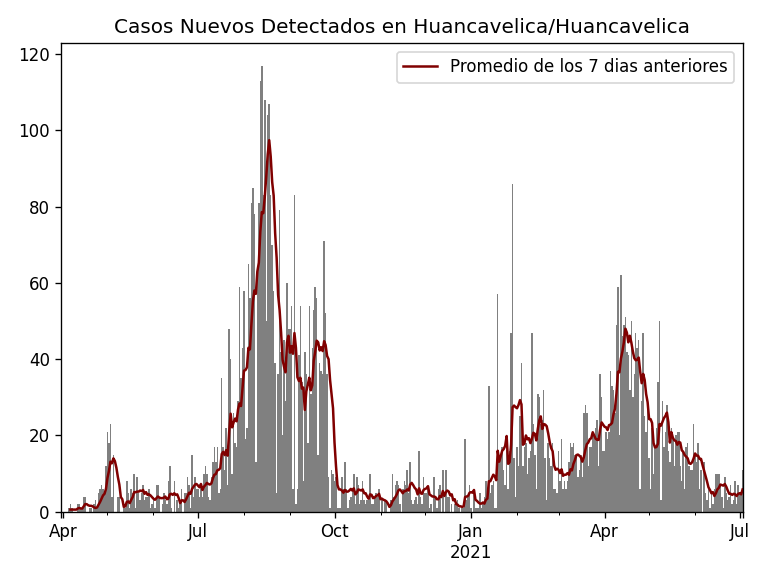 Casos Nuevos Detectados en Huancavelica/Huancavelica
Promedio de los 7 dias anteriores
120
100
80
60
40
20
0
Apr Jul Oct Jan Apr Jul
2021